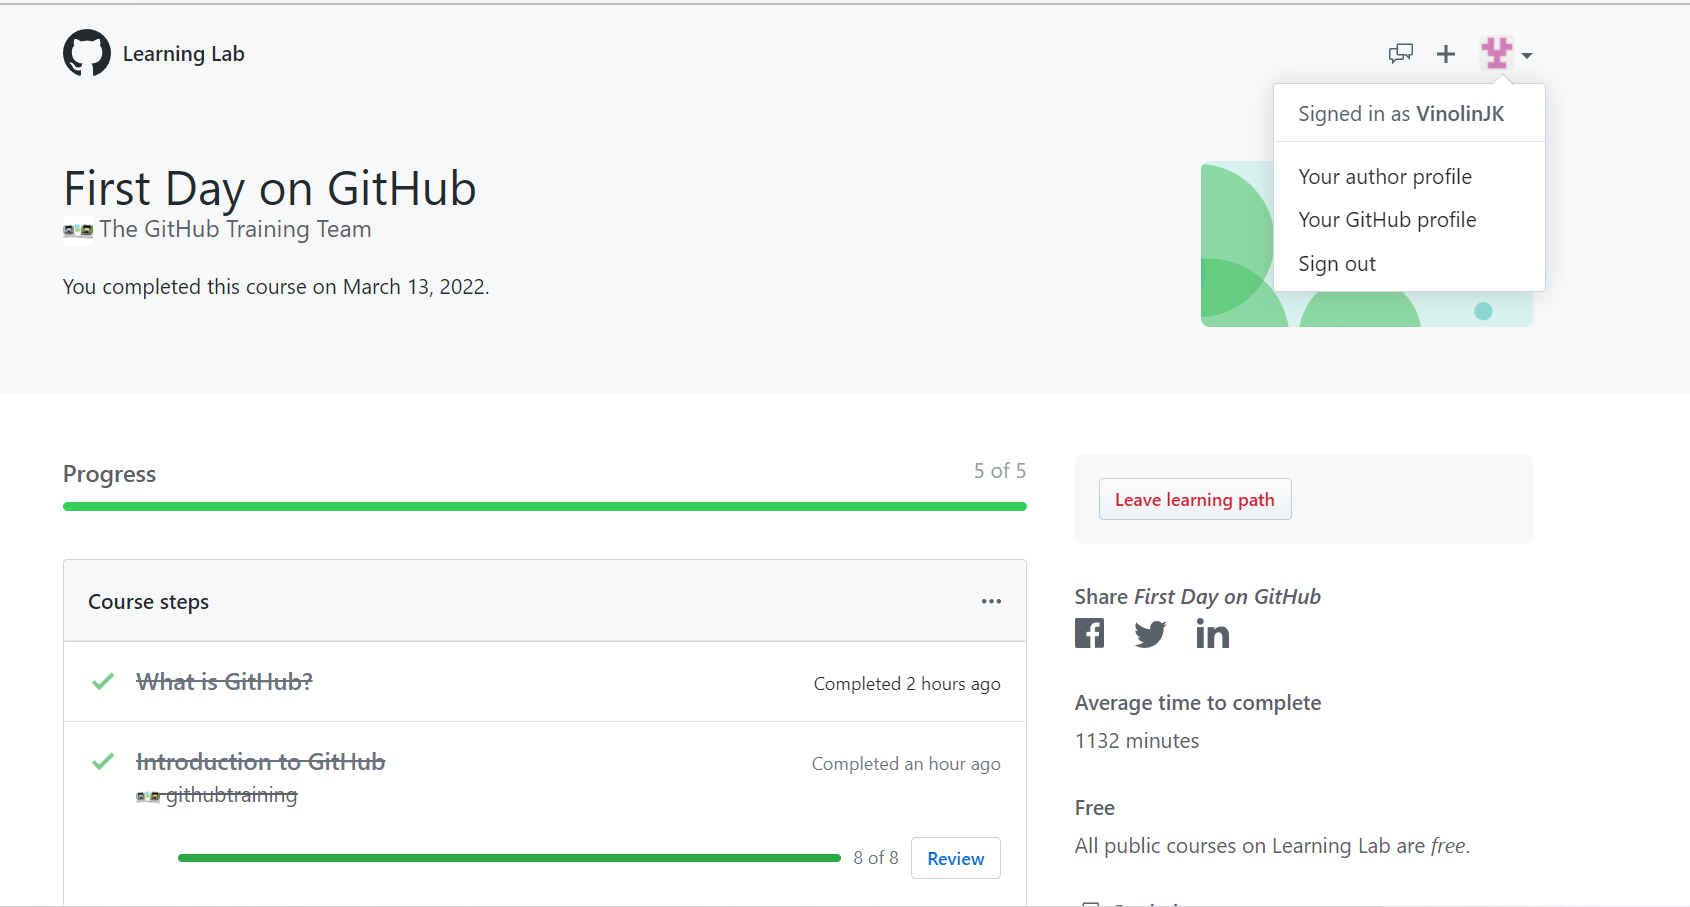 Learning Lab
Signed in as VinolinJK
Your author profile
Your GitHub profile
Sign out
First Day on GitHub
The GitHub Training Team
You completed this course on March 13, 2022.
Progress
5 of 5
Leave learning path
Course steps
What is GitHub?
Completed 2 hours ago
Introduction to GitHub
Completed an hour ago
githubtraining
8 of 8
Review
Share First Day on GitHub
Average time to complete
1132 minutes
Free
All public courses on Learning Lab are free.